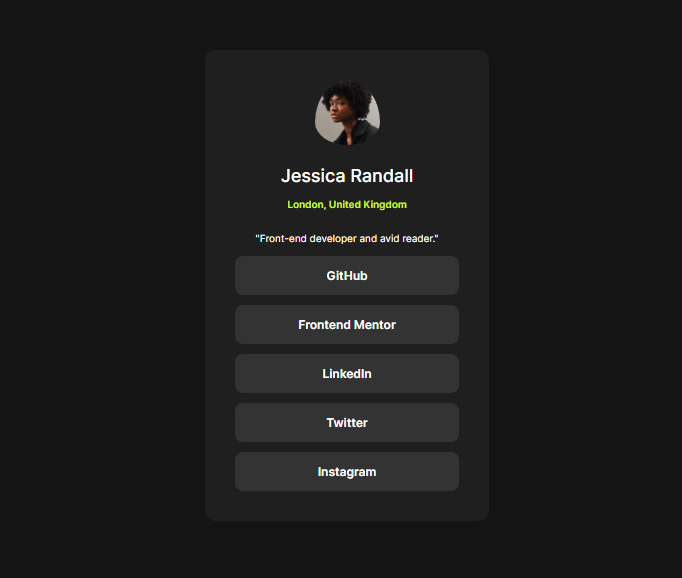 Jessica Randall
London, United Kingdom
"Front-end developer and avid reader."
GitHub
Frontend Mentor
LinkedIn
Twitter
Instagram